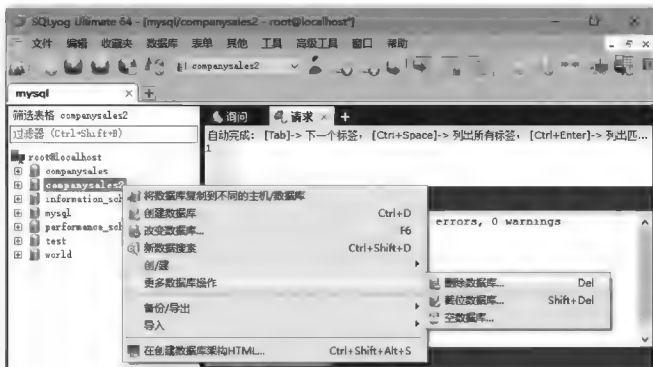 SQLyog Ultimate 64 - [mysql/companysales2 - root@localhost*]
文件 编辑 收藏夹 数据库 表单 其他 工具 高级工具 窗口 帮助
companysales2
mysql × +
筛选表格 companysales2
过滤器 (Ctrl+Shift+B)
root@localhost
companysales
companysales2
information_sch
mysql
performance_sch
test
world
询问 请求 × +
自动完成: [Tab]-> 下一个标签, [Ctrl+Space]-> 列出所有标签, [Ctrl+Enter]-> 列出匹...
1
errors, 0 warnings
将数据库复制到不同的主机/数据库
创建数据库 Ctrl+D
改变数据库... F6
新数据搜索 Ctrl+Shift+D
创/建
更多数据库操作
备份/导出
导入
在创建数据库架构HTML... Ctrl+Shift+Alt+S
删除数据库... Del
截位数据库... Shift+Del
空数据库...